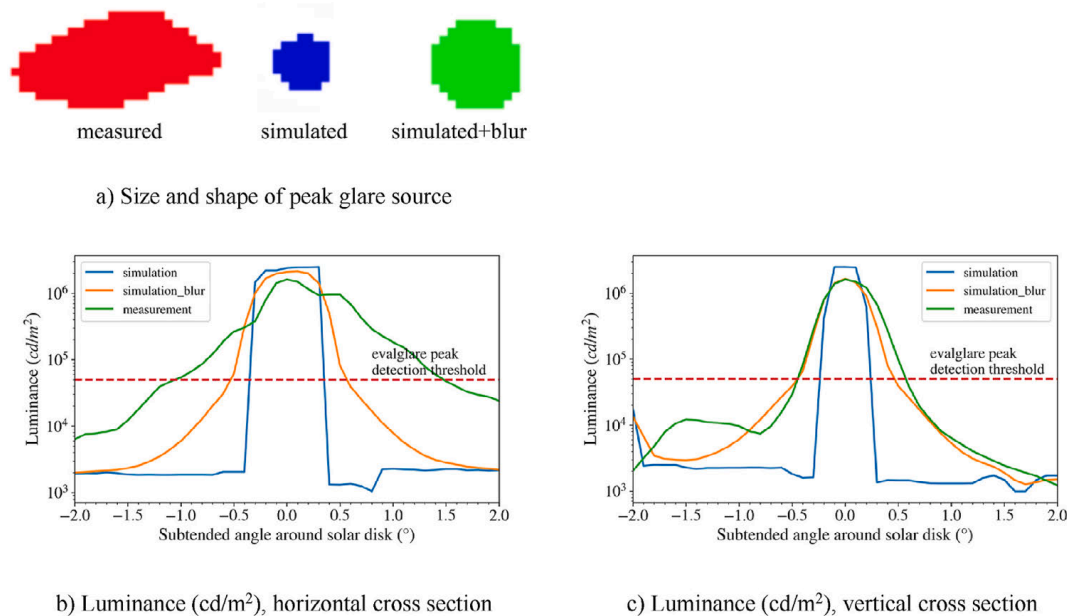 measured
simulated
simulated+blur
a) Size and shape of peak glare source
10⁶
10⁵
10⁴
10³
Luminance (cd/m²)
simulation
simulation_blur
measurement
evalglare peak
detection threshold
−2.0 −1.5 −1.0 −0.5 0.0 0.5 1.0 1.5 2.0
Subtended angle around solar disk (°)
b) Luminance (cd/m²), horizontal cross section
10⁶
10⁵
10⁴
10³
Luminance (cd/m²)
simulation
simulation_blur
measurement
evalglare peak
detection threshold
−2.0 −1.5 −1.0 −0.5 0.0 0.5 1.0 1.5 2.0
Subtended angle around solar disk (°)
c) Luminance (cd/m²), vertical cross section